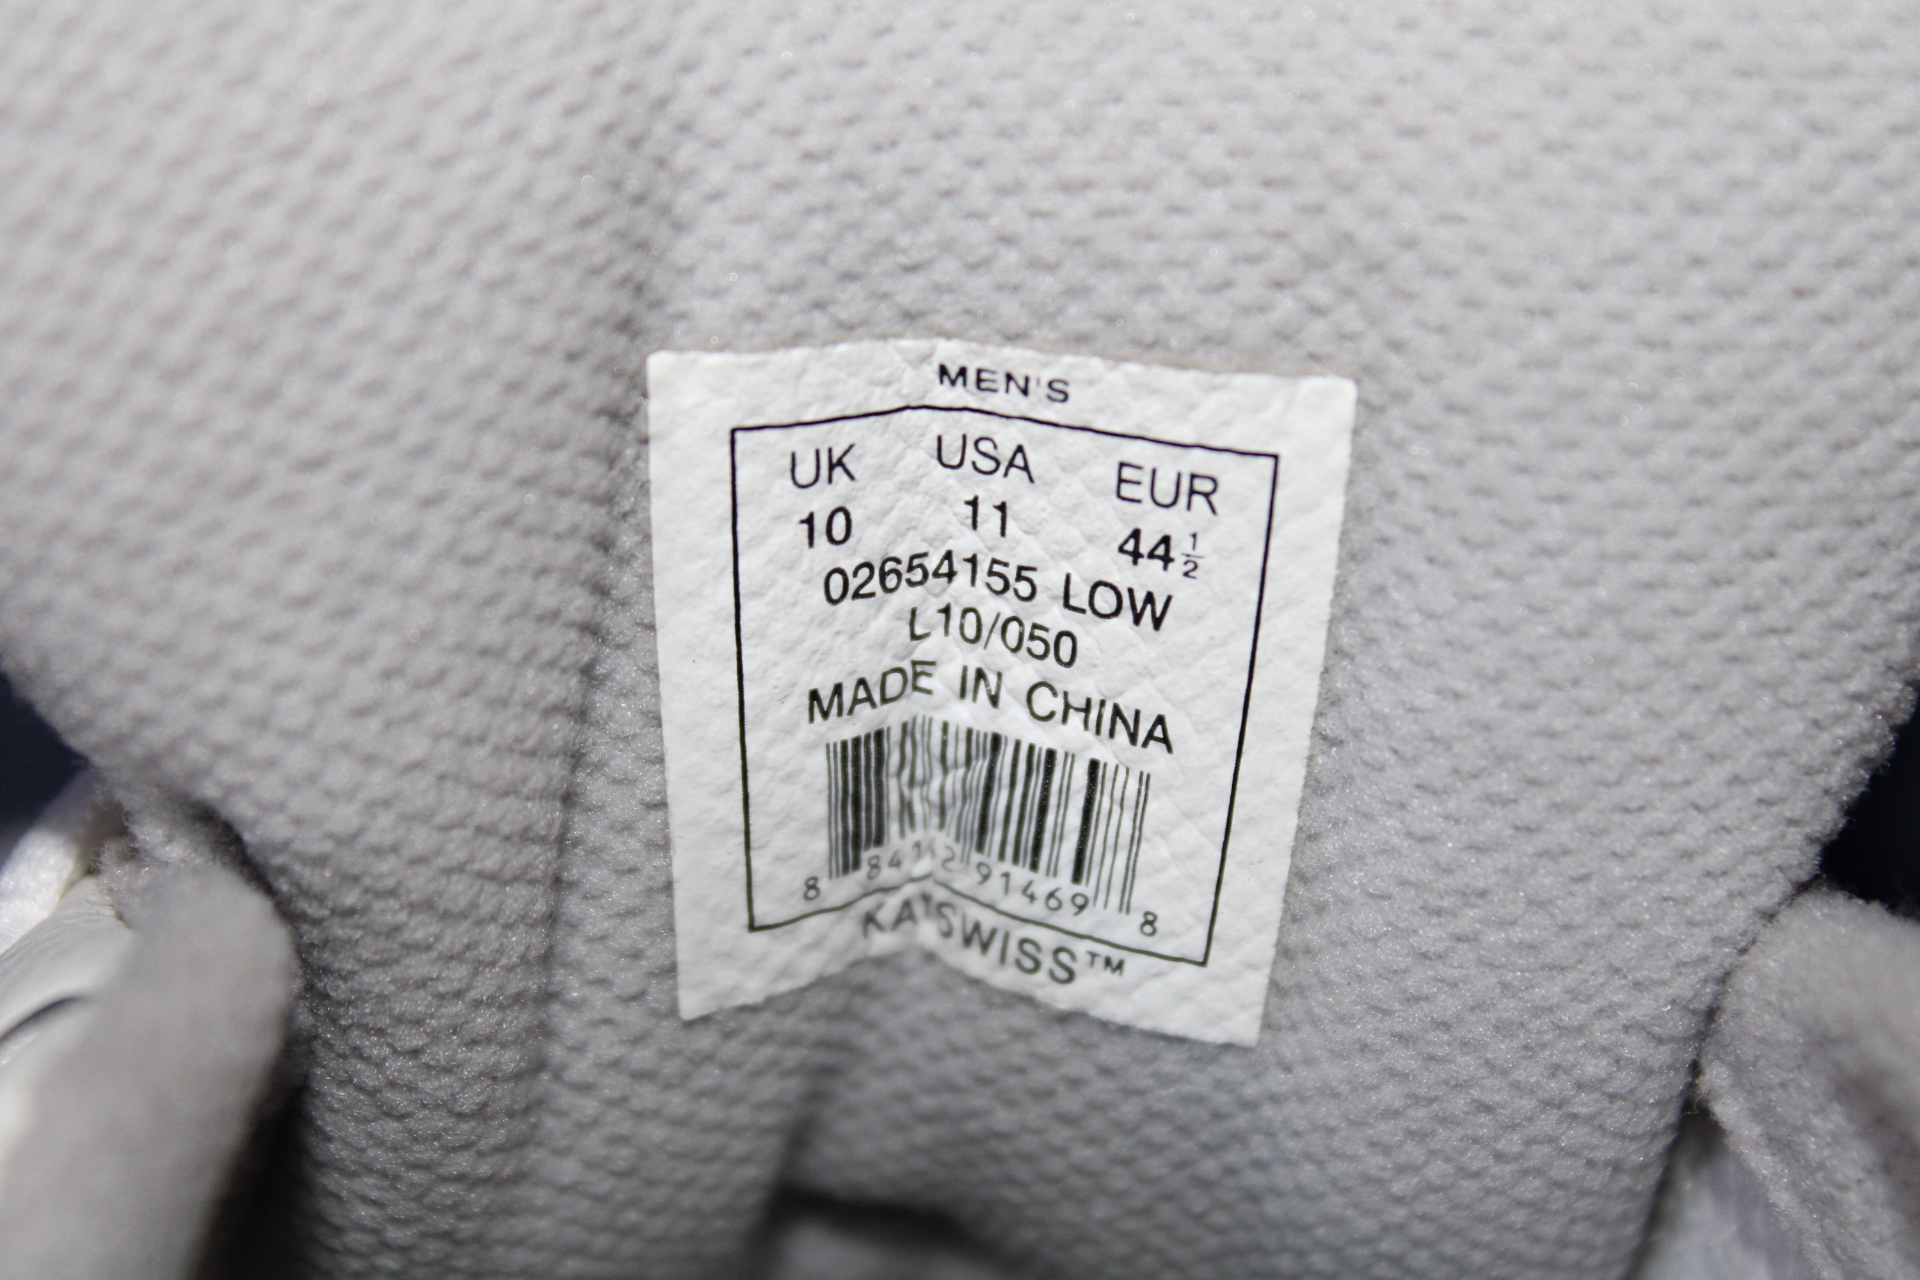 MEN'S
UK USA EUR
10 11 44½
02654155 LOW
L10/050
MADE IN CHINA
8 84142 91469 8
KATSWISS™